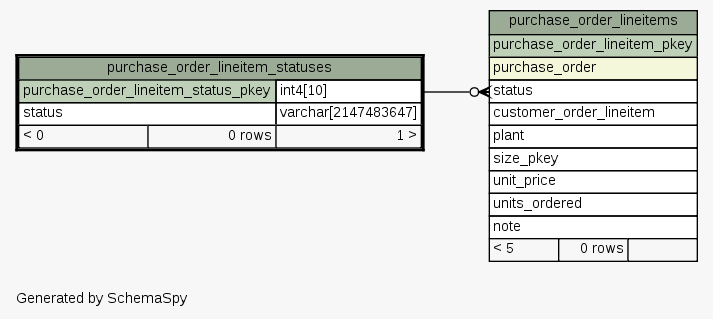 purchase_order_lineitem_statuses
purchase_order_lineitem_status_pkey int4[10]
status varchar[2147483647]
< 0 0 rows 1 >
purchase_order_lineitems
purchase_order_lineitem_pkey
purchase_order
status
customer_order_lineitem
plant
size_pkey
unit_price
units_ordered
note
< 5 0 rows
Generated by SchemaSpy